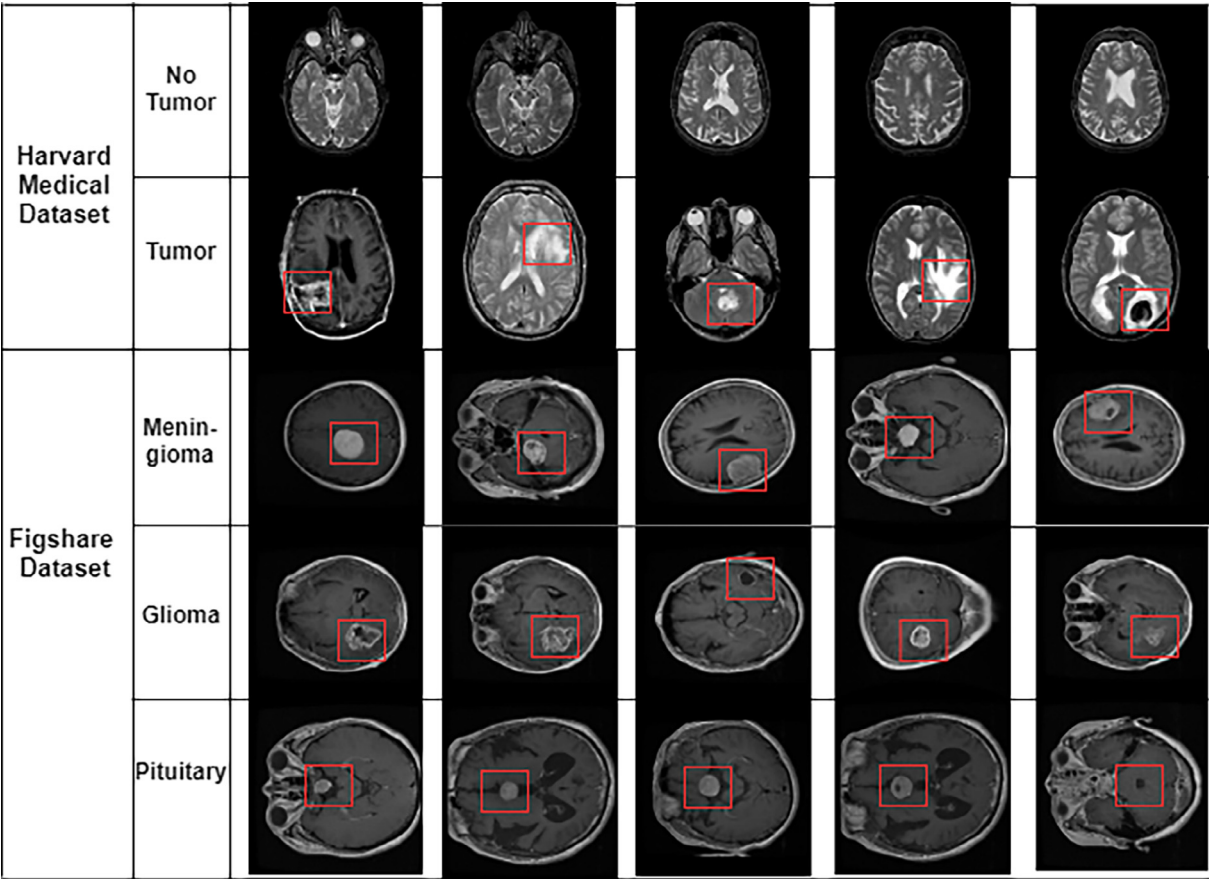 Harvard
Medical
Dataset
No
Tumor
Tumor
Figshare
Dataset
Menin-
gioma
Glioma
Pituitary